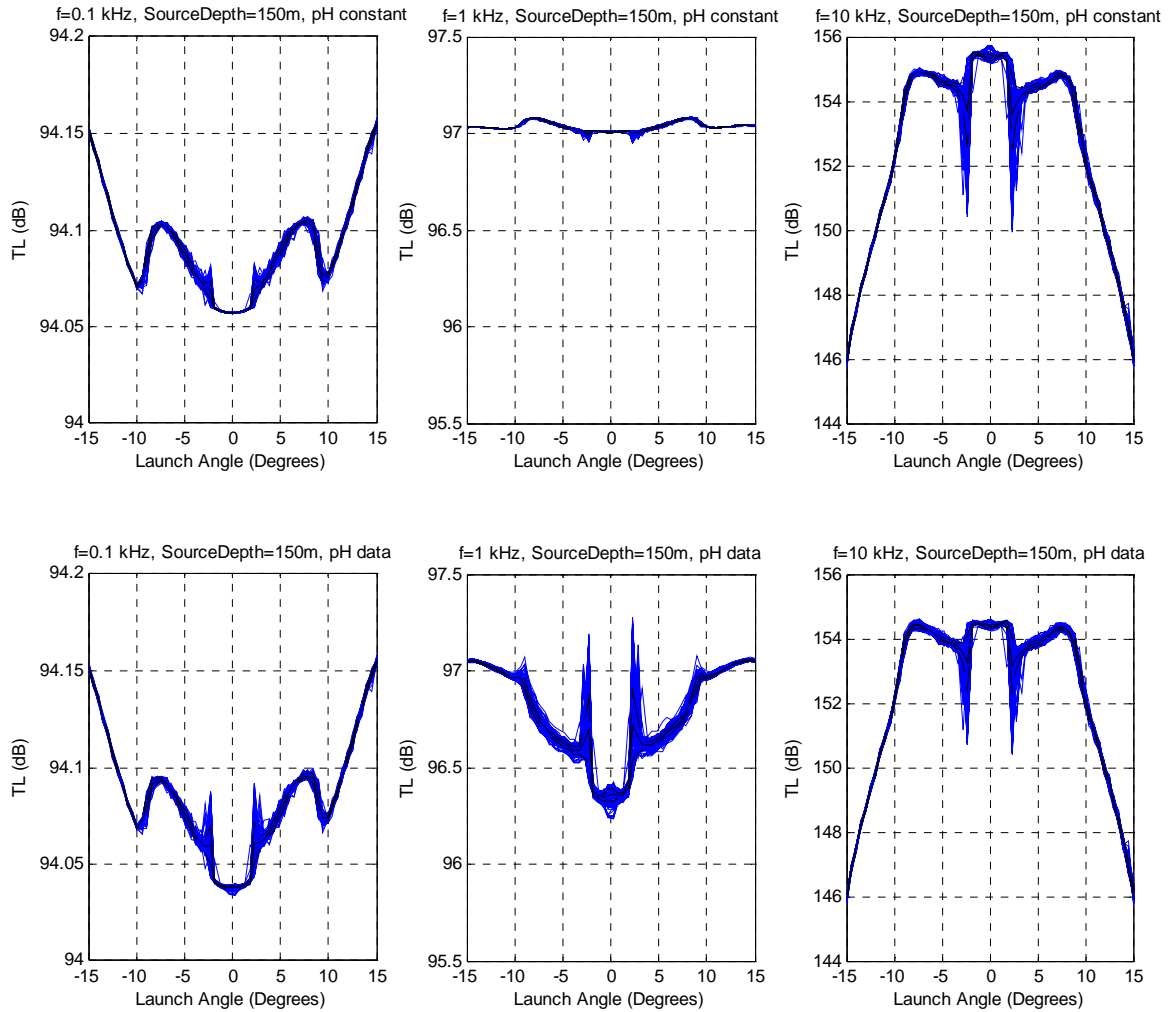 f=0.1 kHz, SourceDepth=150m, pH constant
94.2
94.15
94.1
94.05
94
TL (dB)
-15 -10 -5 0 5 10 15
Launch Angle (Degrees)
f=1 kHz, SourceDepth=150m, pH constant
97.5
97
96.5
96
95.5
TL (dB)
-15 -10 -5 0 5 10 15
Launch Angle (Degrees)
f=10 kHz, SourceDepth=150m, pH constant
156
154
152
150
148
146
144
TL (dB)
-15 -10 -5 0 5 10 15
Launch Angle (Degrees)
f=0.1 kHz, SourceDepth=150m, pH data
94.2
94.15
94.1
94.05
94
TL (dB)
-15 -10 -5 0 5 10 15
Launch Angle (Degrees)
f=1 kHz, SourceDepth=150m, pH data
97.5
97
96.5
96
95.5
TL (dB)
-15 -10 -5 0 5 10 15
Launch Angle (Degrees)
f=10 kHz, SourceDepth=150m, pH data
156
154
152
150
148
146
144
TL (dB)
-15 -10 -5 0 5 10 15
Launch Angle (Degrees)